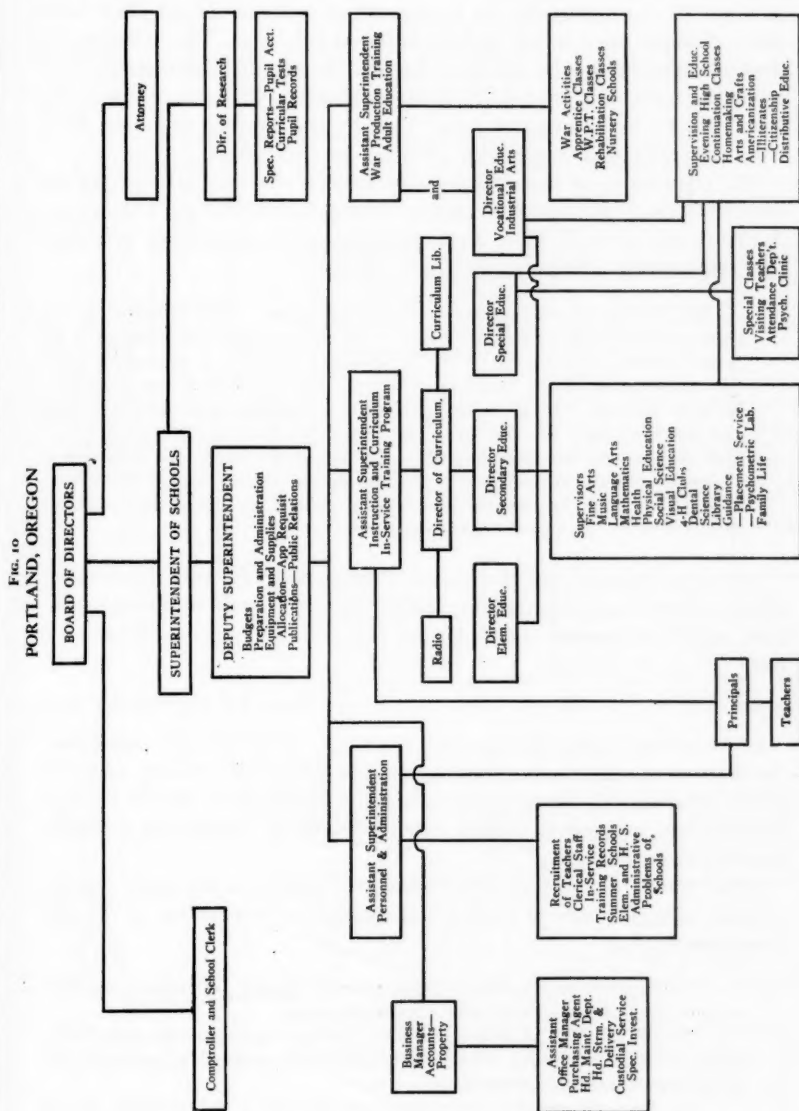 FIG. 10
PORTLAND, OREGON
BOARD OF DIRECTORS
Comptroller and School Clerk
Attorney
SUPERINTENDENT OF SCHOOLS
Dir. of Research
Spec. Reports—Pupil Acct.
Curricular Tests
Pupil Records
DEPUTY SUPERINTENDENT
Budgets
Preparation and Administration
Equipment and Supplies
Allocation—App Requisit
Publications—Public Relations
Business
Manager
Accounts—
Property
Assistant
Office Manager
Purchasing Agent
Hd. Maint. Dept.
Hd. Strm. &
Delivery
Custodial Service
Spec. Invest.
Assistant Superintendent
Personnel & Administration
Recruitment
of Teachers
Clerical Staff
In-Service
Training Records
Summer Schools
Elem. and H. S.
Administrative
Problems of
Schools
Assistant Superintendent
Instruction and Curriculum
In-Service Training Program
Radio
Director of Curriculum.
Curriculum Lib.
Director
Elem. Educ.
Director
Secondary Educ.
Director
Special Educ.
Principals
Teachers
Supervisors
Fine Arts
Music
Language Arts
Mathematics
Health
Physical Education
Social Science
Visual Education
4-H Clubs
Dental
Science
Library
Guidance
—Placement Service
—Psychometric Lab.
Family Life
Special Classes
Visiting Teachers
Attendance Dep't.
Psych. Clinic
Assistant Superintendent
War Production Training
Adult Education
and
Director
Vocational Educ.
Industrial Arts
War Activities
Apprentice Classes
W.P.T. Classes
Rehabilitation Classes
Nursery Schools
Supervision and Educ.
Evening High School
Continuation Classes
Homemaking
Arts and Crafts
Americanization
—Illiterates
—Citizenship
Distributive Educ.